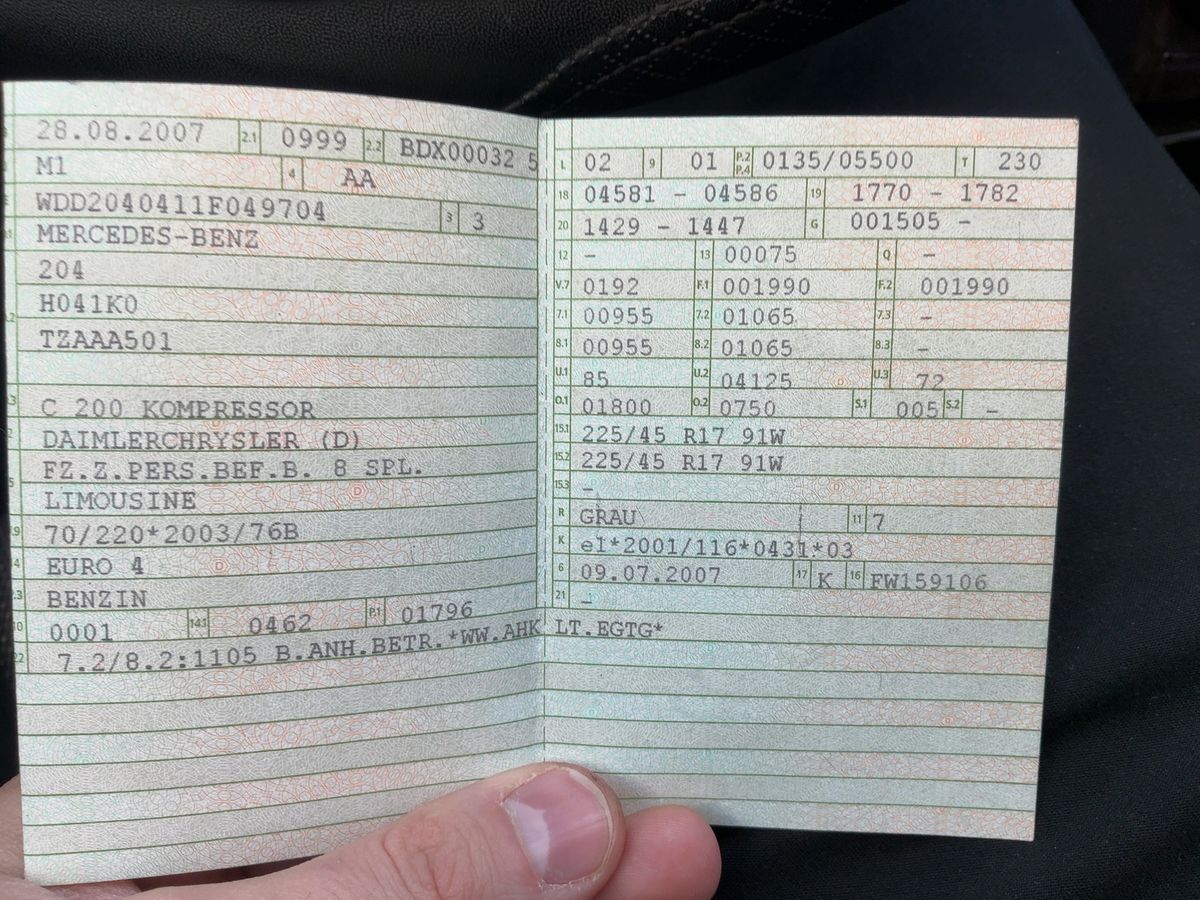 28.08.2007 2.1 0999 2.2 BDX00032 5
M1 4 AA
WDD2040411F049704 3 3
MERCEDES-BENZ
204
H041K0
TZAAA501
C 200 KOMPRESSOR
DAIMLERCHRYSLER (D)
FZ.Z.PERS.BEF.B. 8 SPL.
LIMOUSINE
70/220*2003/76B
EURO 4
BENZIN
0001 14.1 0462 P.1 01796
7.2/8.2:1105 B.ANH.BETR.*WW.AHK LT.EGTG*
L 02 9 01 P.2 P.4 0135/05500 T 230
18 04581 - 04586 19 1770 - 1782
20 1429 - 1447 G 001505 -
12 - 13 00075 Q -
V.7 0192 F.1 001990 F.2 001990
7.1 00955 7.2 01065 7.3 -
8.1 00955 8.2 01065 8.3 -
U.1 85 U.2 04125 U.3 72
O.1 01800 O.2 0750 S.1 005 S.2 -
15.1 225/45 R17 91W
15.2 225/45 R17 91W
15.3 -
R GRAU 11 7
K e1*2001/116*0431*03
6 09.07.2007 17 K 16 FW159106
21 -